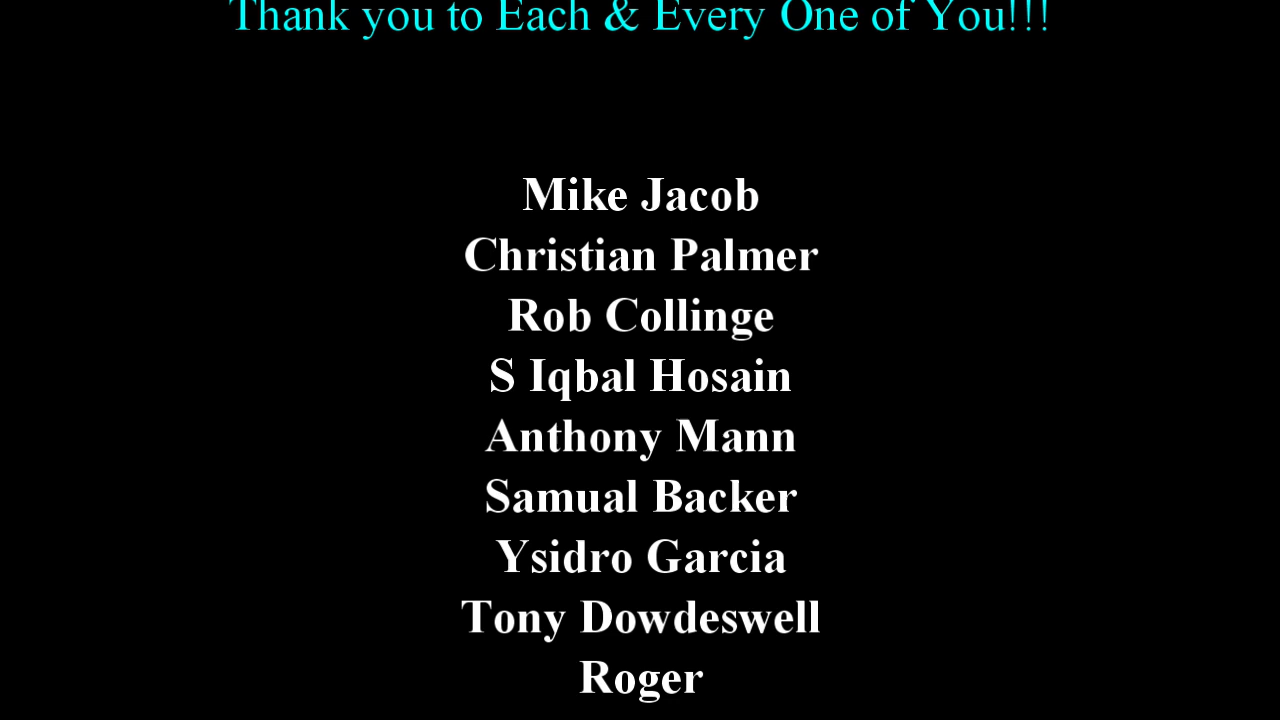 Thank you to Each & Every One of You!!!
Mike Jacob
Christian Palmer
Rob Collinge
S Iqbal Hosain
Anthony Mann
Samual Backer
Ysidro Garcia
Tony Dowdeswell
Roger